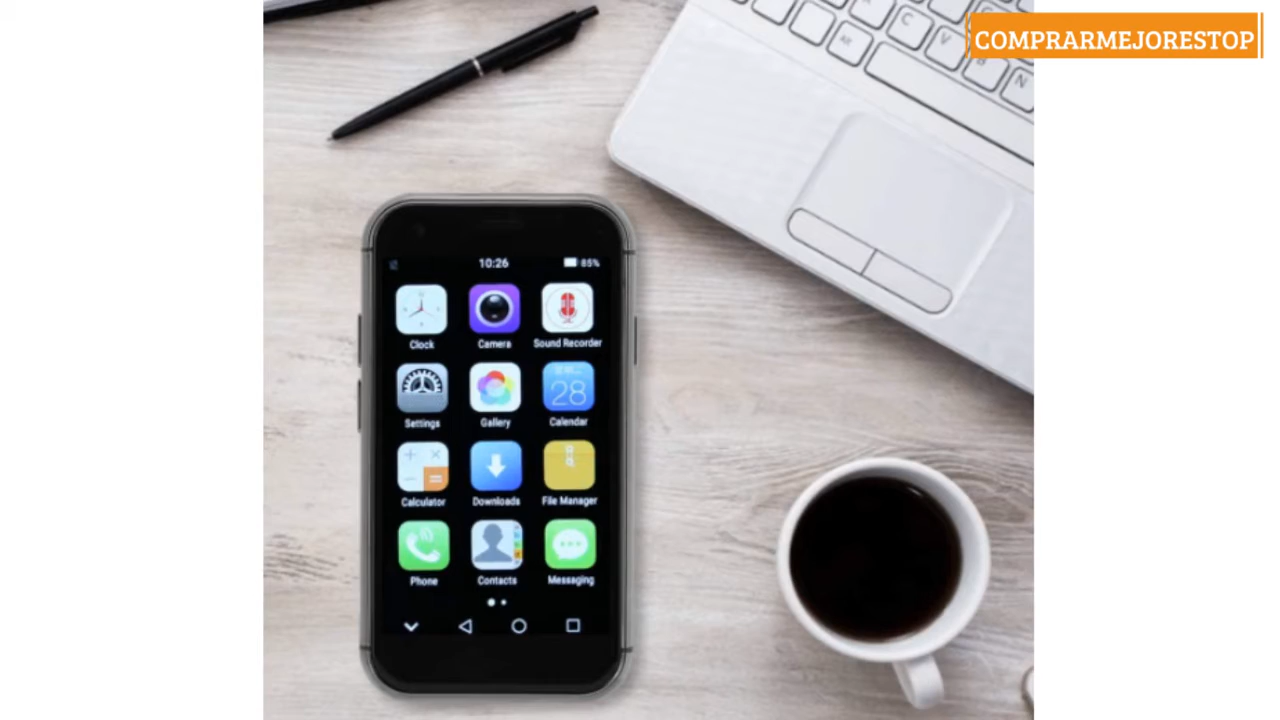 COMPRARMEJORESTOP
AR
C
V
B
N
10:26
85%
Clock
Camera
Sound Recorder
28
Settings
Gallery
Calendar
Calculator
Downloads
File Manager
Phone
Contacts
Messaging